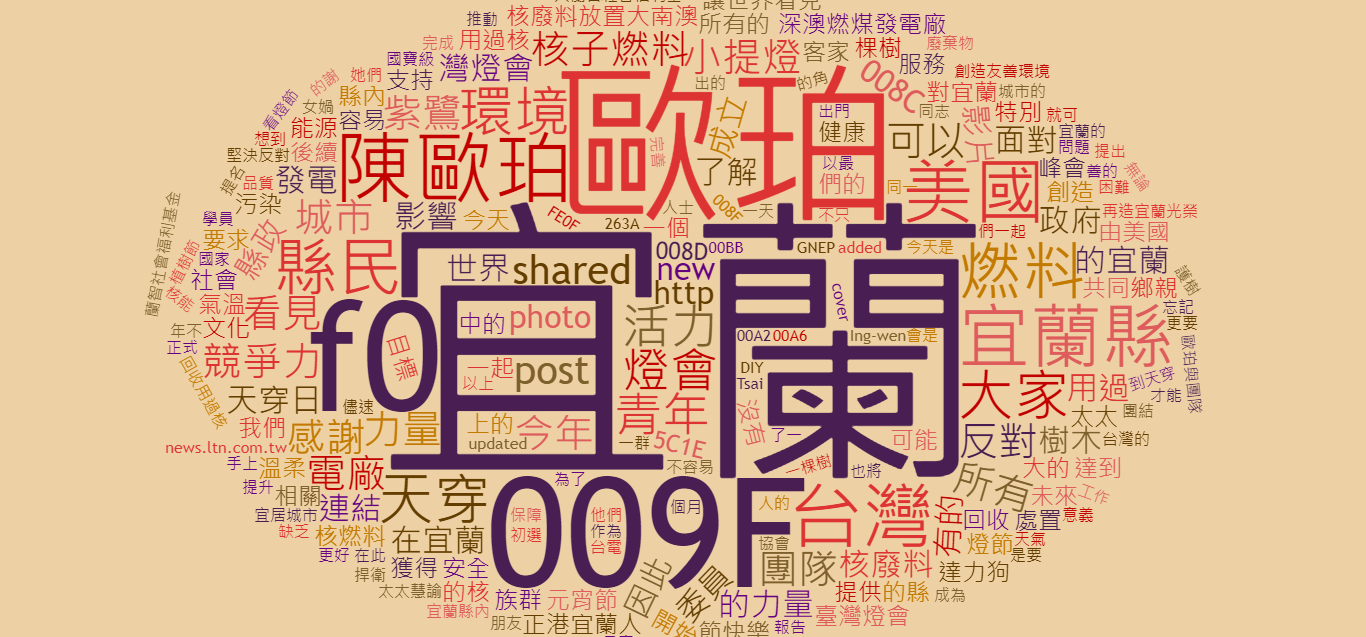 推動
核廢料放置大南澳
所有的
深澳燃煤發電廠
完成
用過核
核子燃料
小提燈
客家
棵樹
廢棄物
國寶級
灣燈會
服務
創造友善環境
的謝
她們
支持
出的
的角
008C
對宜蘭
城市的
看燈節
女媧
縣內
紫鷺
環境
歐珀
成立
出門
同志
影片
特別
就可
想到
能源
容易
陳歐珀
完善
健康
可以
面對
宜蘭的
問題
提出
堅決反對
後續
了解
以最
峰會
善的
無論
提名
品質
發電
們的
同一
美國
創造
困難
蘭智社會福利基金
污染
城市
影響
今天
FE0F
263A
一
人士
個
008F
一天
不只
政府
再造宜蘭光榮
學員
們一起
由美國
要求
縣政
植樹節
國家
縣民
宜蘭
世界
shared
008D
00BB
new
GNEP
added
今天是
燃料
的宜蘭
護樹
社會
核能
http
cover
共同鄉親
氣溫
看見
f0
中的
photo
活力
忘記
年不
文化
更要
正式
目標
00A2
00A6
Ing-wen
會是
宜蘭縣
歐珀與團隊
競爭力
一起
以上
post
燈會
DIY
Tsai
回收用過核
天穿日
儘速
青年
大家
用過
到天穿
才能
我們
感謝
力量
上的
今年
沒有
太太
團結
news.ltn.com.tw
updated
一群
5C1E
了一
可能
反對
樹木
台灣的
手上
溫柔
電廠
不容易
一棵樹
也將
大的
達到
提升
相關
天穿
為了
所有
未來
工作
宜居城市
連結
009F
個月
人的
台灣
有的
回收
處置
意義
缺乏
核燃料
在宜蘭
保障
初選
他們
作為
台電
協會
燈節
天氣
是要
更好
在此
獲得
安全
團隊
核廢料
達力狗
捍衛
太太慧諭
的核
族群
元宵節
因此
委員
的力量
提供
的縣
成為
宜蘭縣內
朋友
正港宜蘭人
開始
節快樂
報告
臺灣燈會